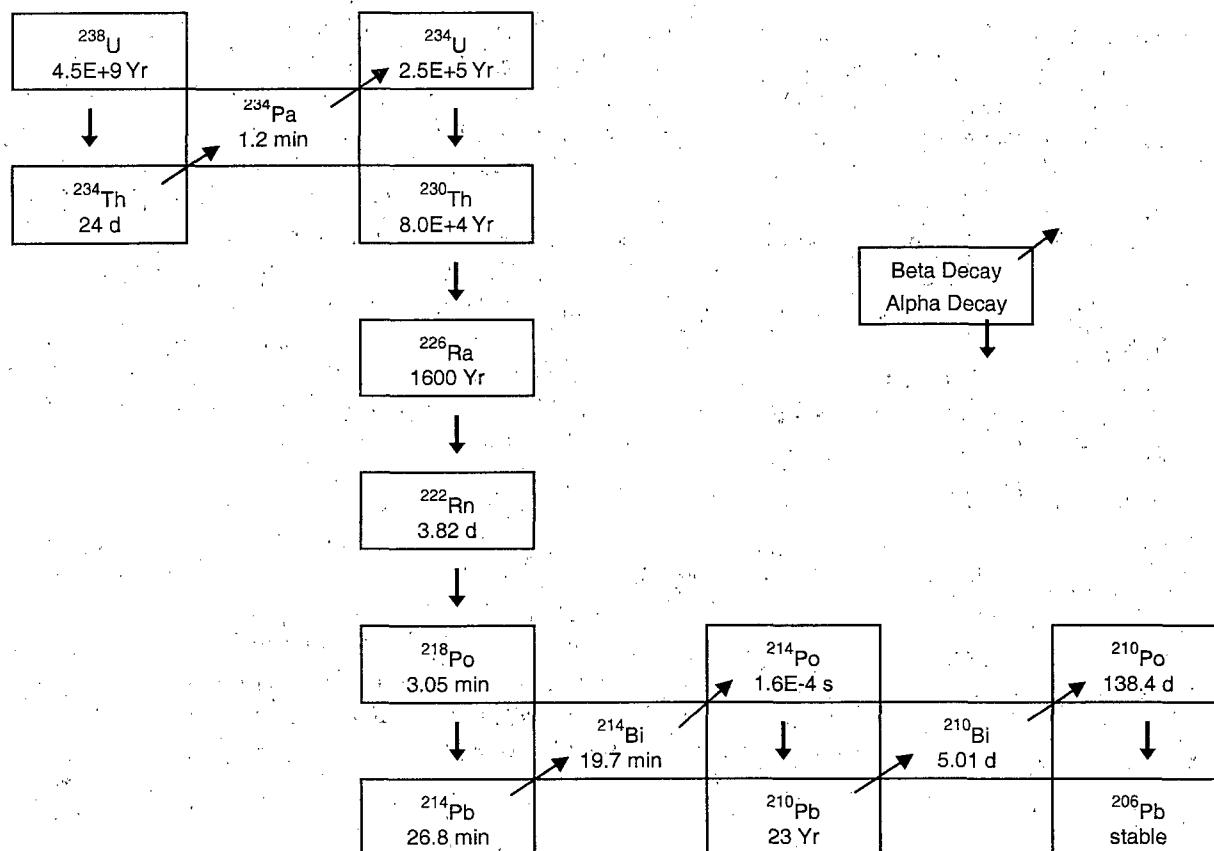 ²³⁸U
4.5E+9 Yr
²³⁴U
2.5E+5 Yr
²³⁴Pa
1.2 min
²³⁴Th
24 d
²³⁰Th
8.0E+4 Yr
Beta Decay
Alpha Decay
²²⁶Ra
1600 Yr
²²²Rn
3.82 d
²¹⁸Po
3.05 min
²¹⁴Po
1.6E-4 s
²¹⁰Po
138.4 d
²¹⁴Bi
19.7 min
²¹⁰Bi
5.01 d
²¹⁴Pb
26.8 min
²¹⁰Pb
23 Yr
²⁰⁶Pb
stable